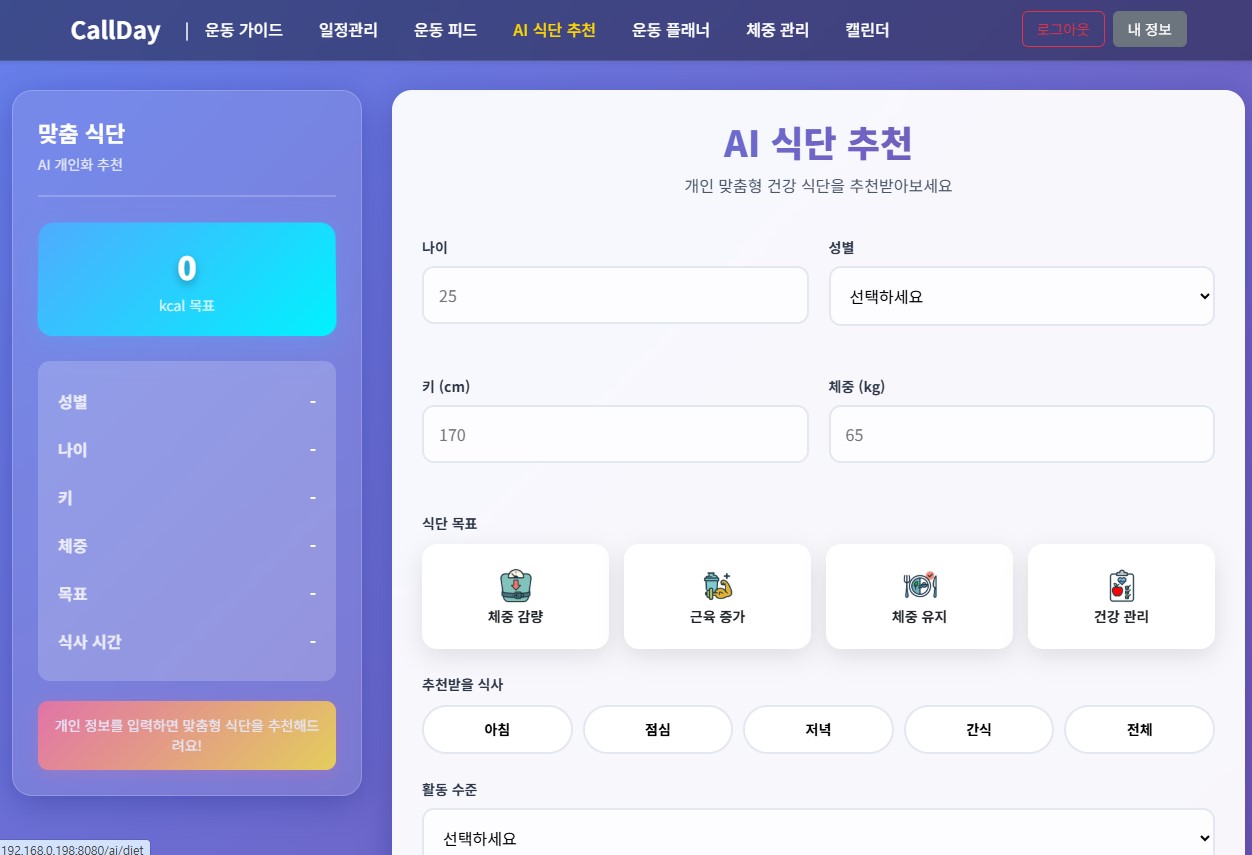 CallDay | 운동 가이드 일정관리 운동 피드 AI 식단 추천 운동 플래너 체중 관리 캘린더 로그아웃 내 정보
맞춤 식단
AI 개인화 추천
0
kcal 목표
성별 -
나이 -
키 -
체중 -
목표 -
식사 시간 -
개인 정보를 입력하면 맞춤형 식단을 추천해드
려요!
AI 식단 추천
개인 맞춤형 건강 식단을 추천받아보세요
나이 성별
25 선택하세요
키 (cm) 체중 (kg)
170 65
식단 목표
체중 감량 근육 증가 체중 유지 건강 관리
추천받을 식사
아침 점심 저녁 간식 전체
활동 수준
선택하세요
192.168.0.198:8080/ai/diet